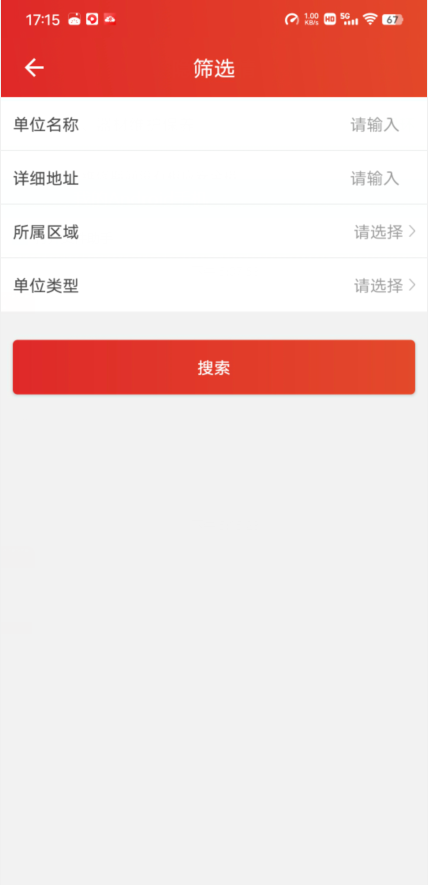 17:15 1.00 KB/s HD 5G 67
筛选
单位名称 请输入
详细地址 请输入
所属区域 请选择
单位类型 请选择
搜索